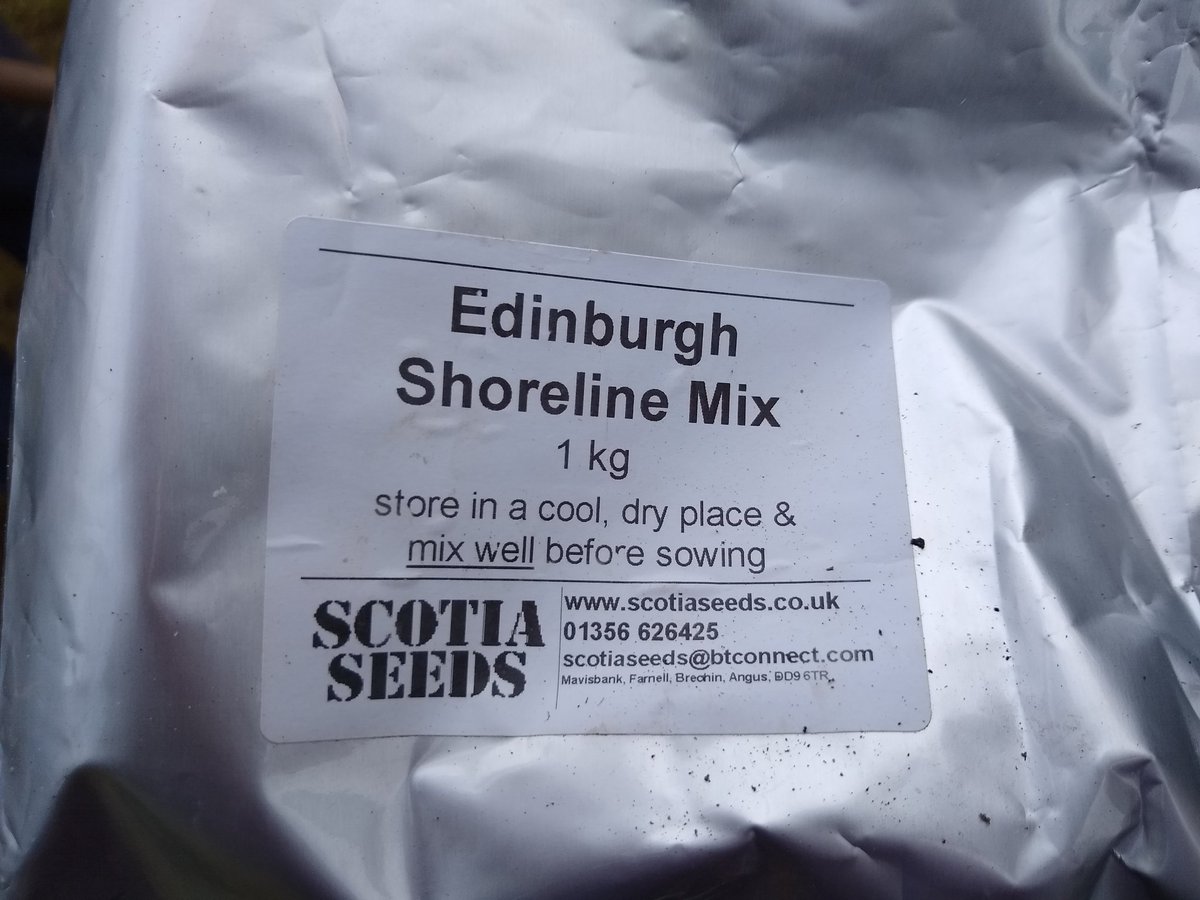 Edinburgh
Shoreline Mix
1 kg
store in a cool, dry place &
mix well before sowing
SCOTIA
SEEDS
www.scotiaseeds.co.uk
01356 626425
scotiaseeds@btconnect.com
Mavisbank, Farnell, Brechin, Angus, DD9 6TR